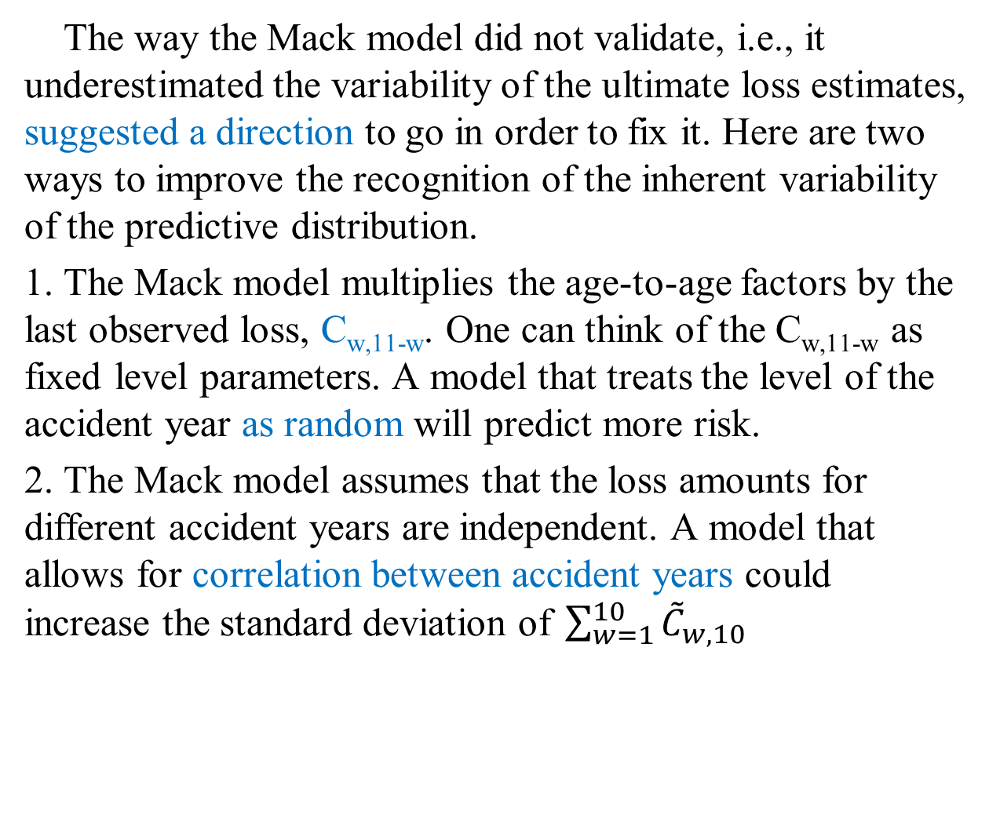 The way the Mack model did not validate, i.e., it
underestimated the variability of the ultimate loss estimates,
suggested a direction to go in order to fix it. Here are two
ways to improve the recognition of the inherent variability
of the predictive distribution.
1. The Mack model multiplies the age-to-age factors by the
last observed loss, C_{w,11-w}. One can think of the C_{w,11-w} as
fixed level parameters. A model that treats the level of the
accident year as random will predict more risk.
2. The Mack model assumes that the loss amounts for
different accident years are independent. A model that
allows for correlation between accident years could
increase the standard deviation of ∑_{w=1}^{10} C̃_{w,10}